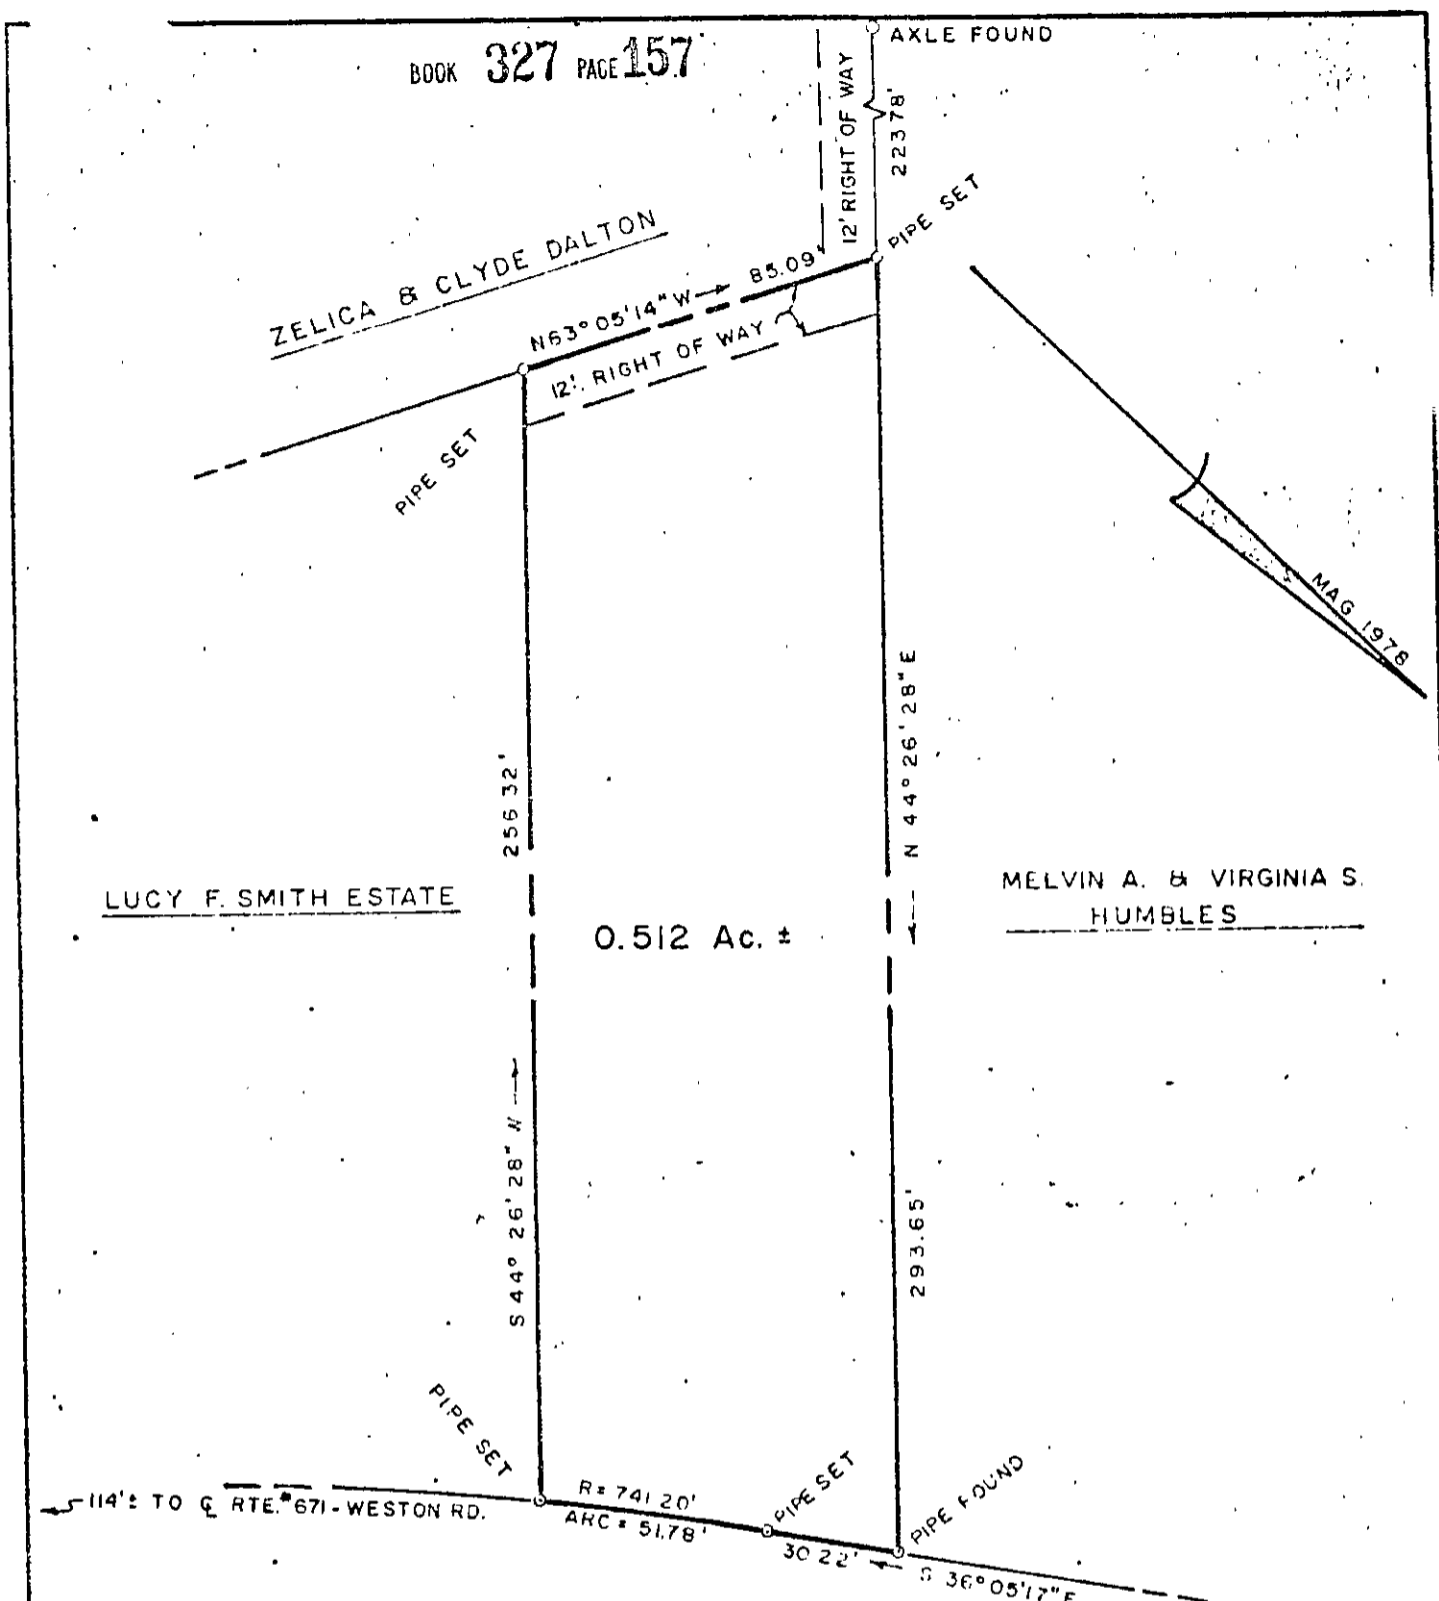 BOOK 327 PAGE 157
AXLE FOUND
12' RIGHT OF WAY
223.78'
PIPE SET
ZELICA & CLYDE DALTON
N63° 05' 14" W 85.09'
12' RIGHT OF WAY
PIPE SET
MAG 1978
256.32'
N 44° 26' 28" E
LUCY F. SMITH ESTATE
0.512 Ac. ±
MELVIN A. & VIRGINIA S.
HUMBLES
S 44° 26' 28" W
293.65'
PIPE SET
R = 741.20'
ARC = 51.78'
PIPE SET
PIPE FOUND
114' ± TO ℄ RTE. #671 - WESTON RD.
30.22'
S 36° 05' 17" E